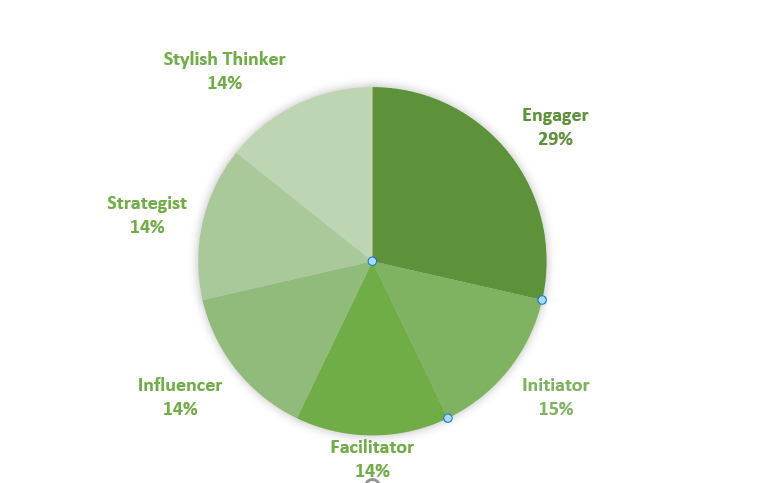 Stylish Thinker
14%
Engager
29%
Strategist
14%
Influencer
14%
Initiator
15%
Facilitator
14%